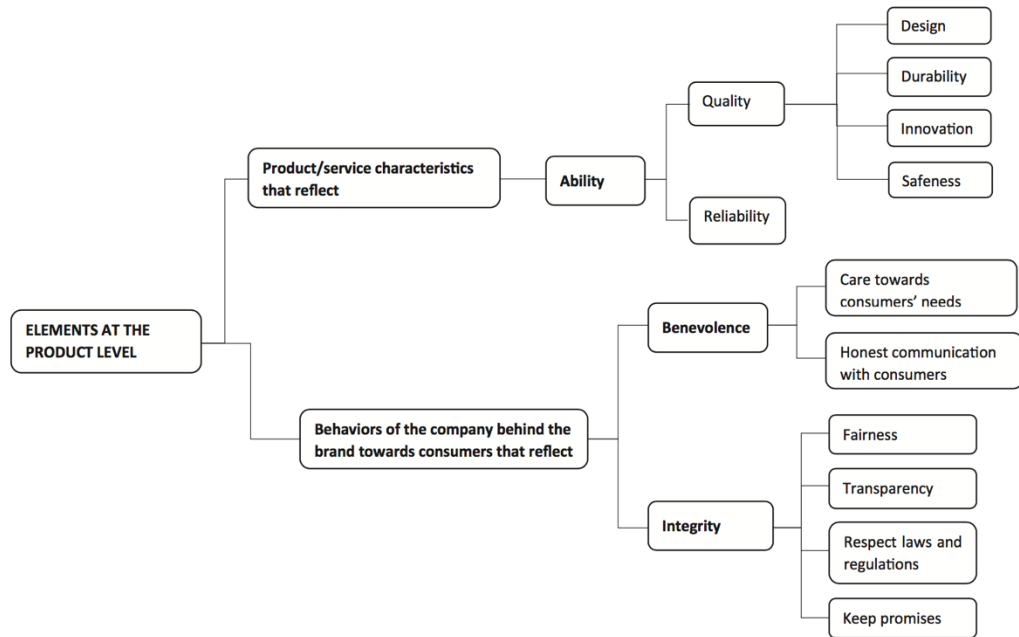 Design
Durability
Innovation
Safeness
Quality
Reliability
Product/service characteristics
that reflect
Ability
ELEMENTS AT THE
PRODUCT LEVEL
Behaviors of the company behind the
brand towards consumers that reflect
Benevolence
Care towards
consumers’ needs
Honest communication
with consumers
Integrity
Fairness
Transparency
Respect laws and
regulations
Keep promises